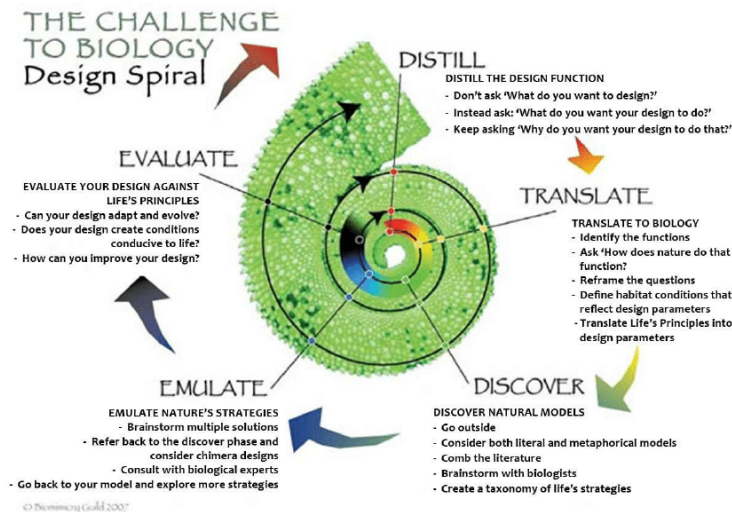 THE CHALLENGE
TO BIOLOGY
Design Spiral
DISTILL
DISTILL THE DESIGN FUNCTION
- Don't ask ‘What do you want to design?’
- Instead ask: ‘What do you want your design to do?’
- Keep asking ‘Why do you want your design to do that?’
TRANSLATE
TRANSLATE TO BIOLOGY
- Identify the functions
- Ask ‘How does nature do that
function?
- Reframe the questions
- Define habitat conditions that
reflect design parameters
- Translate Life's Principles into
design parameters
DISCOVER
DISCOVER NATURAL MODELS
- Go outside
- Consider both literal and metaphorical models
- Comb the literature
- Brainstorm with biologists
- Create a taxonomy of life's strategies
EMULATE
EMULATE NATURE'S STRATEGIES
- Brainstorm multiple solutions
- Refer back to the discover phase and
consider chimera designs
- Consult with biological experts
- Go back to your model and explore more strategies
EVALUATE
EVALUATE YOUR DESIGN AGAINST
LIFE'S PRINCIPLES
- Can your design adapt and evolve?
- Does your design create conditions
conducive to life?
- How can you improve your design?
© Biomimicry Guild 2007